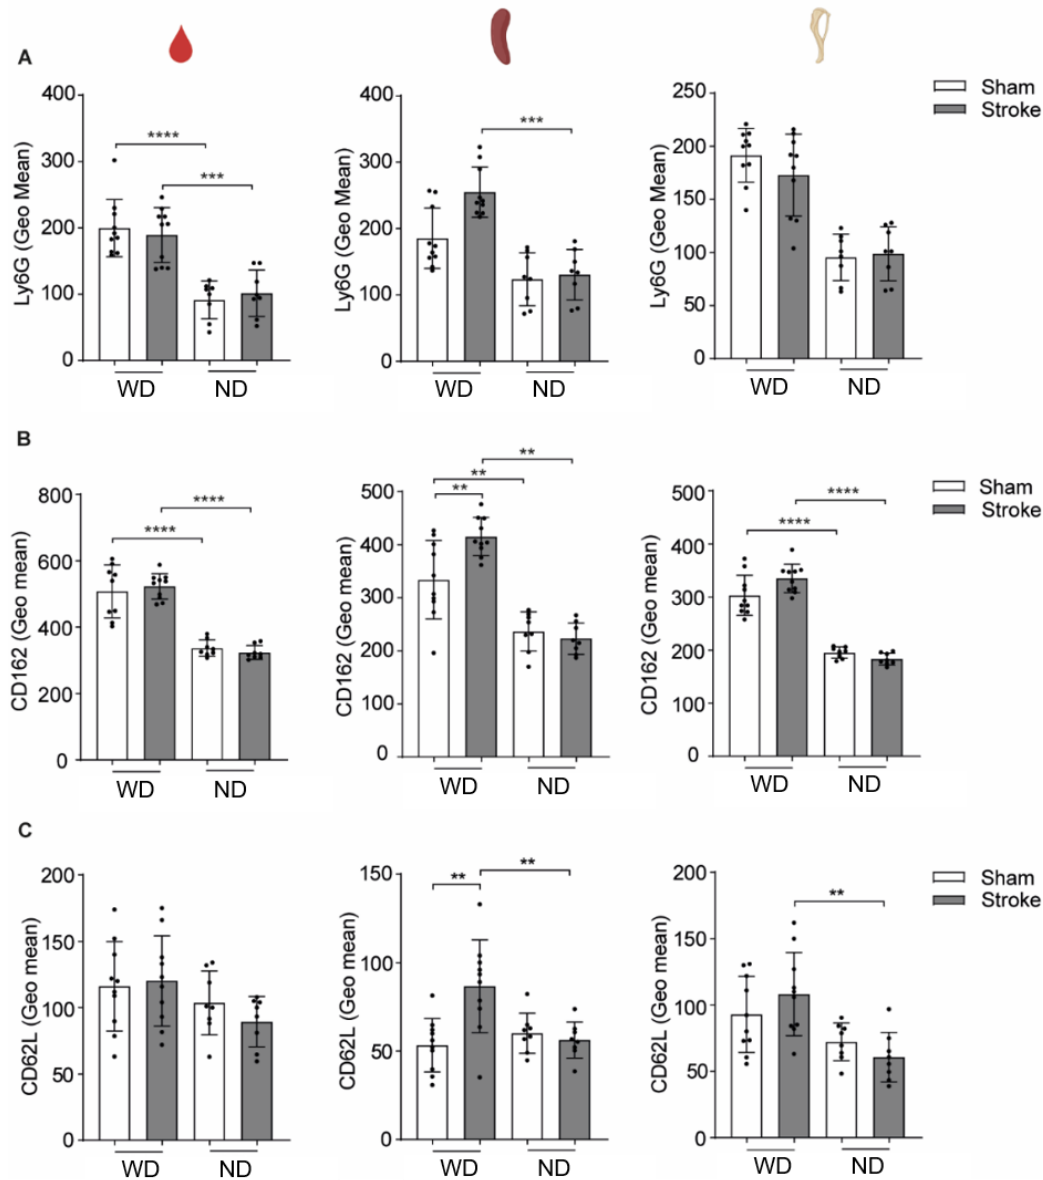 A
Ly6G (Geo Mean)
400
300
200
100
0
****
***
WD ND
Ly6G (Geo Mean)
400
300
200
100
0
***
WD ND
Ly6G (Geo Mean)
250
200
150
100
50
0
WD ND
Sham
Stroke
B
CD162 (Geo mean)
800
600
400
200
0
****
****
WD ND
CD162 (Geo mean)
500
400
300
200
100
0
**
**
**
WD ND
CD162 (Geo mean)
500
400
300
200
100
0
****
****
WD ND
Sham
Stroke
C
CD62L (Geo mean)
200
150
100
50
0
WD ND
CD62L (Geo mean)
150
100
50
0
**
**
WD ND
CD62L (Geo mean)
200
150
100
50
0
**
WD ND
Sham
Stroke